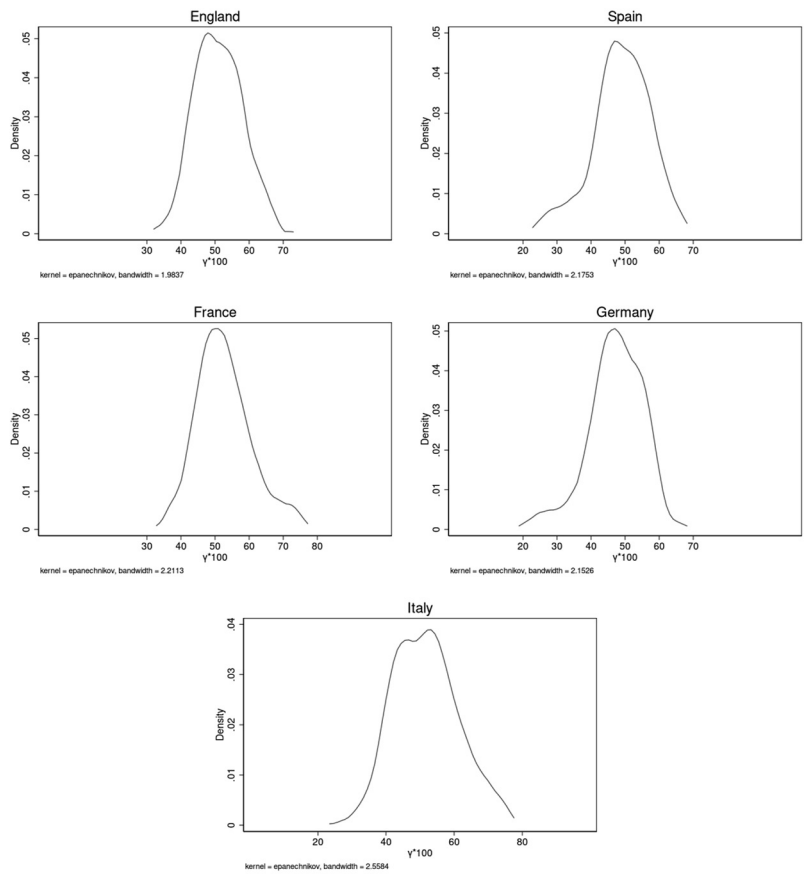 England
Density
0 .01 .02 .03 .04 .05
30 40 50 60 70
γ*100
kernel = epanechnikov, bandwidth = 1.9837
Spain
Density
0 .01 .02 .03 .04 .05
20 30 40 50 60 70
γ*100
kernel = epanechnikov, bandwidth = 2.1753
France
Density
0 .01 .02 .03 .04 .05
30 40 50 60 70 80
γ*100
kernel = epanechnikov, bandwidth = 2.2113
Germany
Density
0 .01 .02 .03 .04 .05
20 30 40 50 60 70
γ*100
kernel = epanechnikov, bandwidth = 2.1526
Italy
Density
0 .01 .02 .03 .04
20 40 60 80
γ*100
kernel = epanechnikov, bandwidth = 2.5584